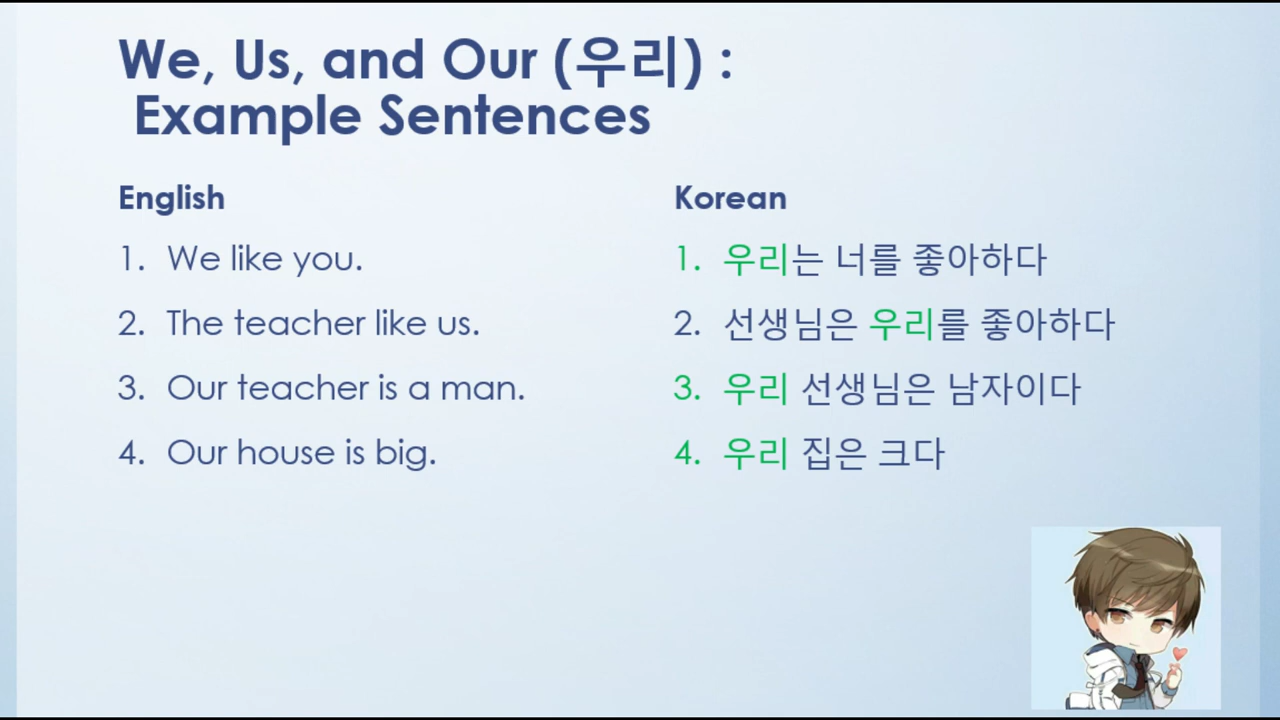 We, Us, and Our (우리) :
Example Sentences
English
1. We like you.
2. The teacher like us.
3. Our teacher is a man.
4. Our house is big.
Korean
1. 우리는 너를 좋아하다
2. 선생님은 우리를 좋아하다
3. 우리 선생님은 남자이다
4. 우리 집은 크다